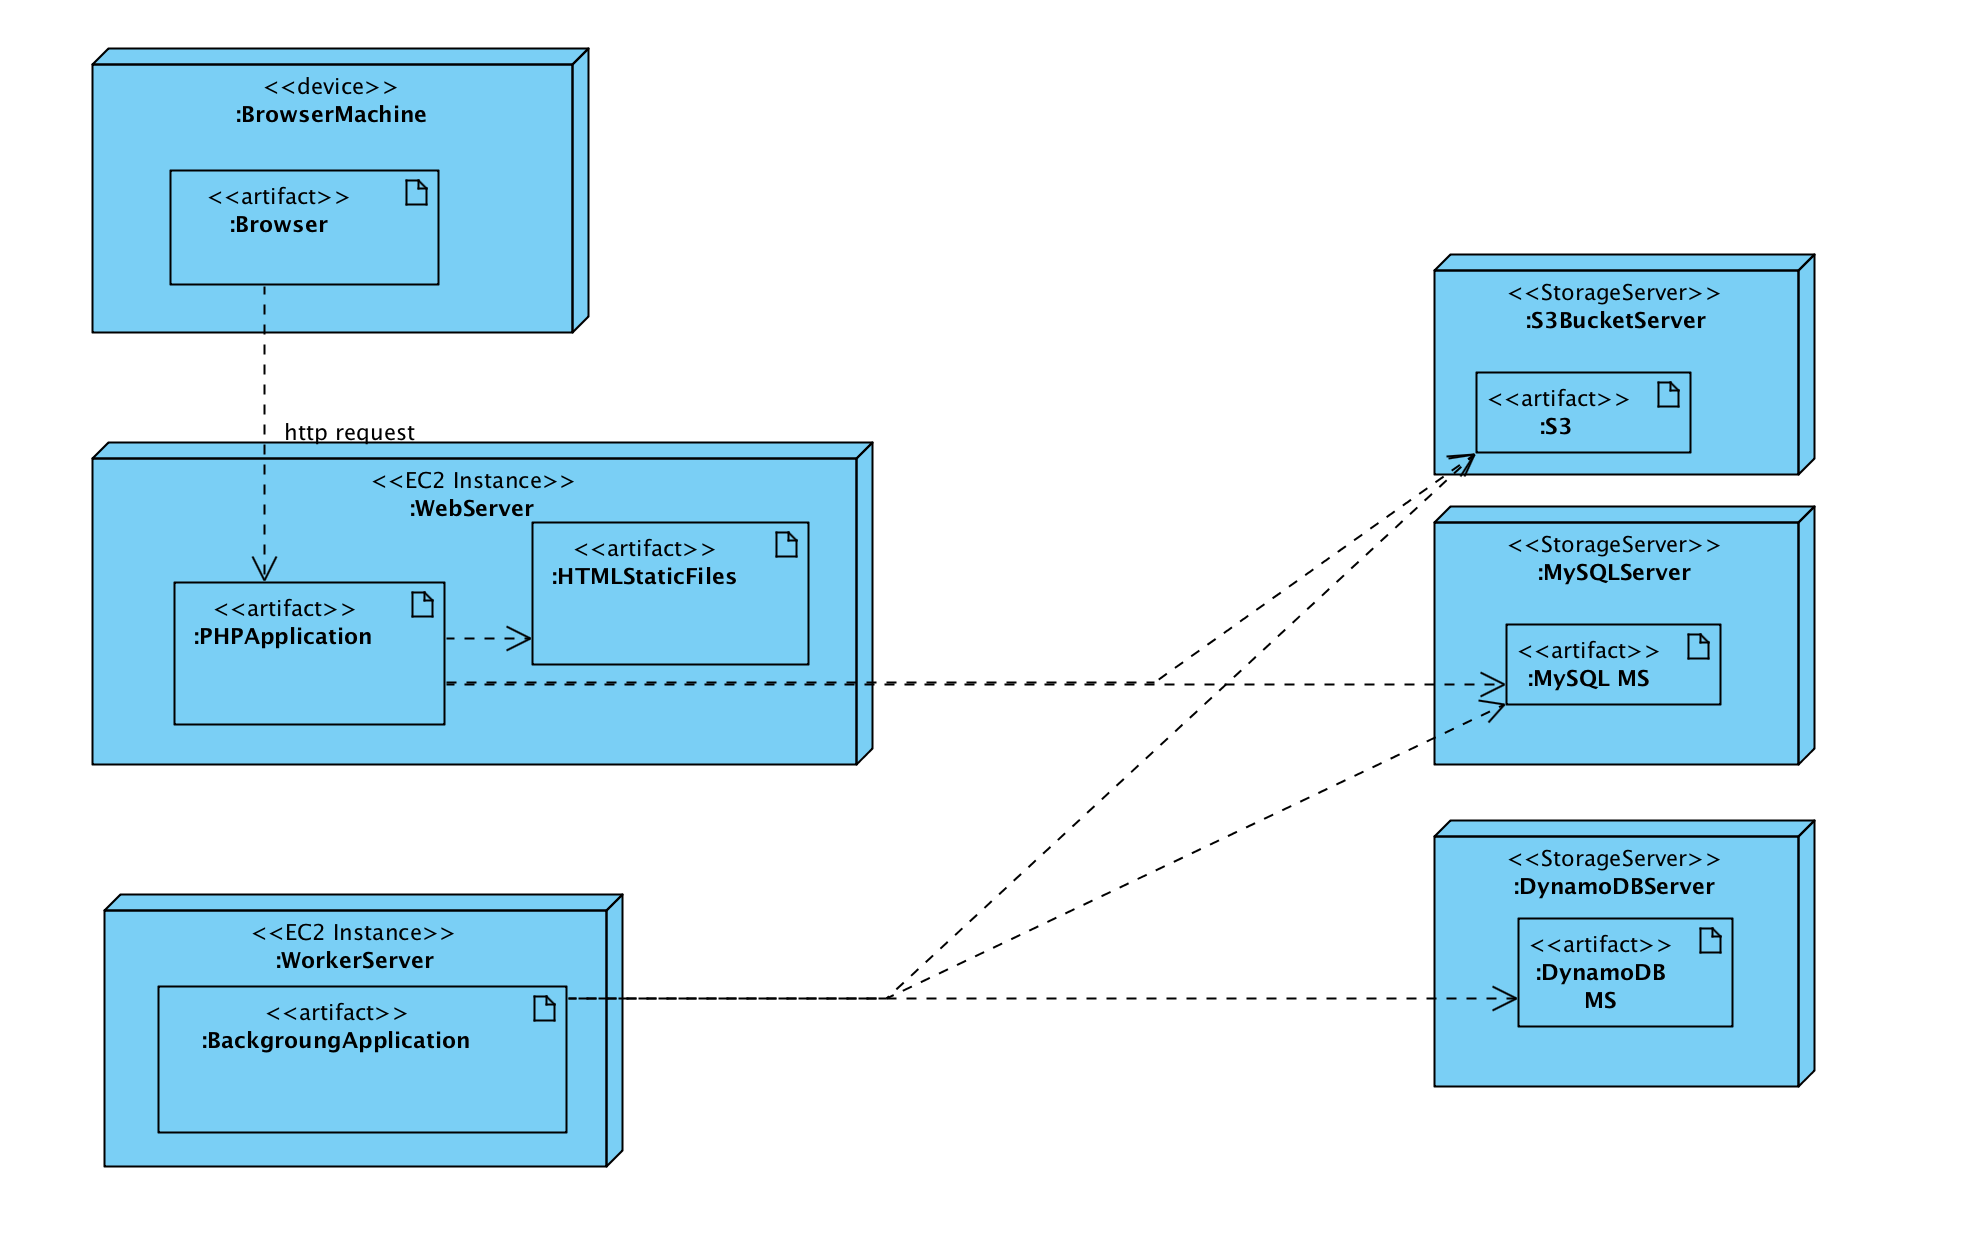 <<device>>
:BrowserMachine
<<artifact>>
:Browser
http request
<<EC2 Instance>>
:WebServer
<<artifact>>
:HTMLStaticFiles
<<artifact>>
:PHPApplication
<<EC2 Instance>>
:WorkerServer
<<artifact>>
:BackgroungApplication
<<StorageServer>>
:S3BucketServer
<<artifact>>
:S3
<<StorageServer>>
:MySQLServer
<<artifact>>
:MySQL MS
<<StorageServer>>
:DynamoDBServer
<<artifact>>
:DynamoDB
MS